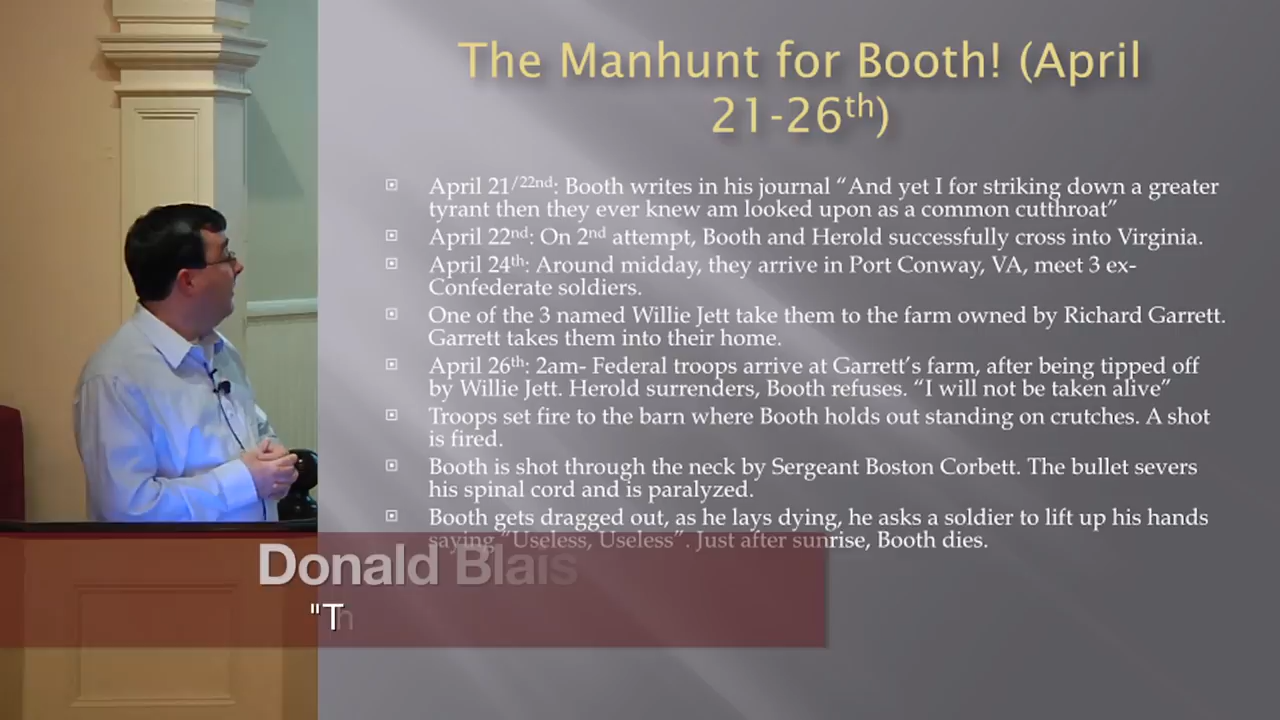 The Manhunt for Booth! (April
21-26th)
April 21/22nd: Booth writes in his journal “And yet I for striking down a greater
tyrant then they ever knew am looked upon as a common cutthroat”
April 22nd: On 2nd attempt, Booth and Herold successfully cross into Virginia.
April 24th: Around midday, they arrive in Port Conway, VA, meet 3 ex-
Confederate soldiers.
One of the 3 named Willie Jett take them to the farm owned by Richard Garrett.
Garrett takes them into their home.
April 26th: 2am- Federal troops arrive at Garrett’s farm, after being tipped off
by Willie Jett. Herold surrenders, Booth refuses. “I will not be taken alive”
Troops set fire to the barn where Booth holds out standing on crutches. A shot
is fired.
Booth is shot through the neck by Sergeant Boston Corbett. The bullet severs
his spinal cord and is paralyzed.
Booth gets dragged out, as he lays dying, he asks a soldier to lift up his hands
saying “Useless, Useless”. Just after sunrise, Booth dies.
Donald Blais
"Th